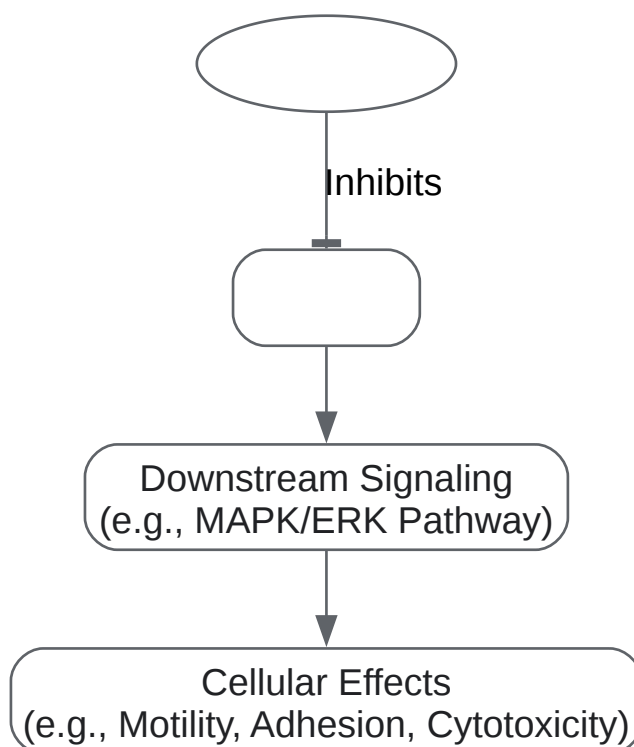 Inhibits
Downstream Signaling
(e.g., MAPK/ERK Pathway)
Cellular Effects
(e.g., Motility, Adhesion, Cytotoxicity)